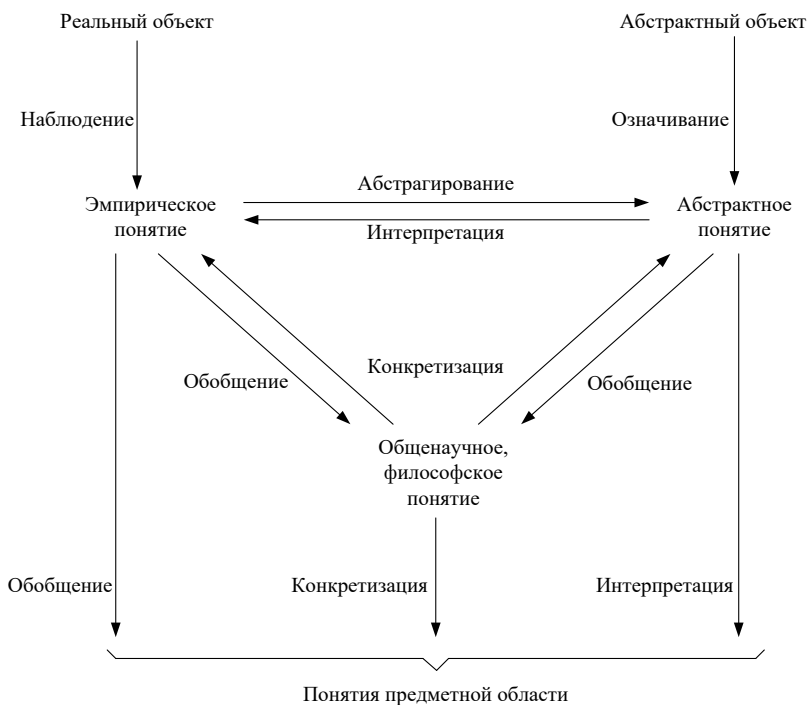 Реальный объект
Абстрактный объект
Наблюдение
Означивание
Абстрагирование
Эмпирическое
понятие
Абстрактное
понятие
Интерпретация
Конкретизация
Обобщение
Обобщение
Общенаучное,
философское
понятие
Обобщение
Конкретизация
Интерпретация
Понятия предметной области